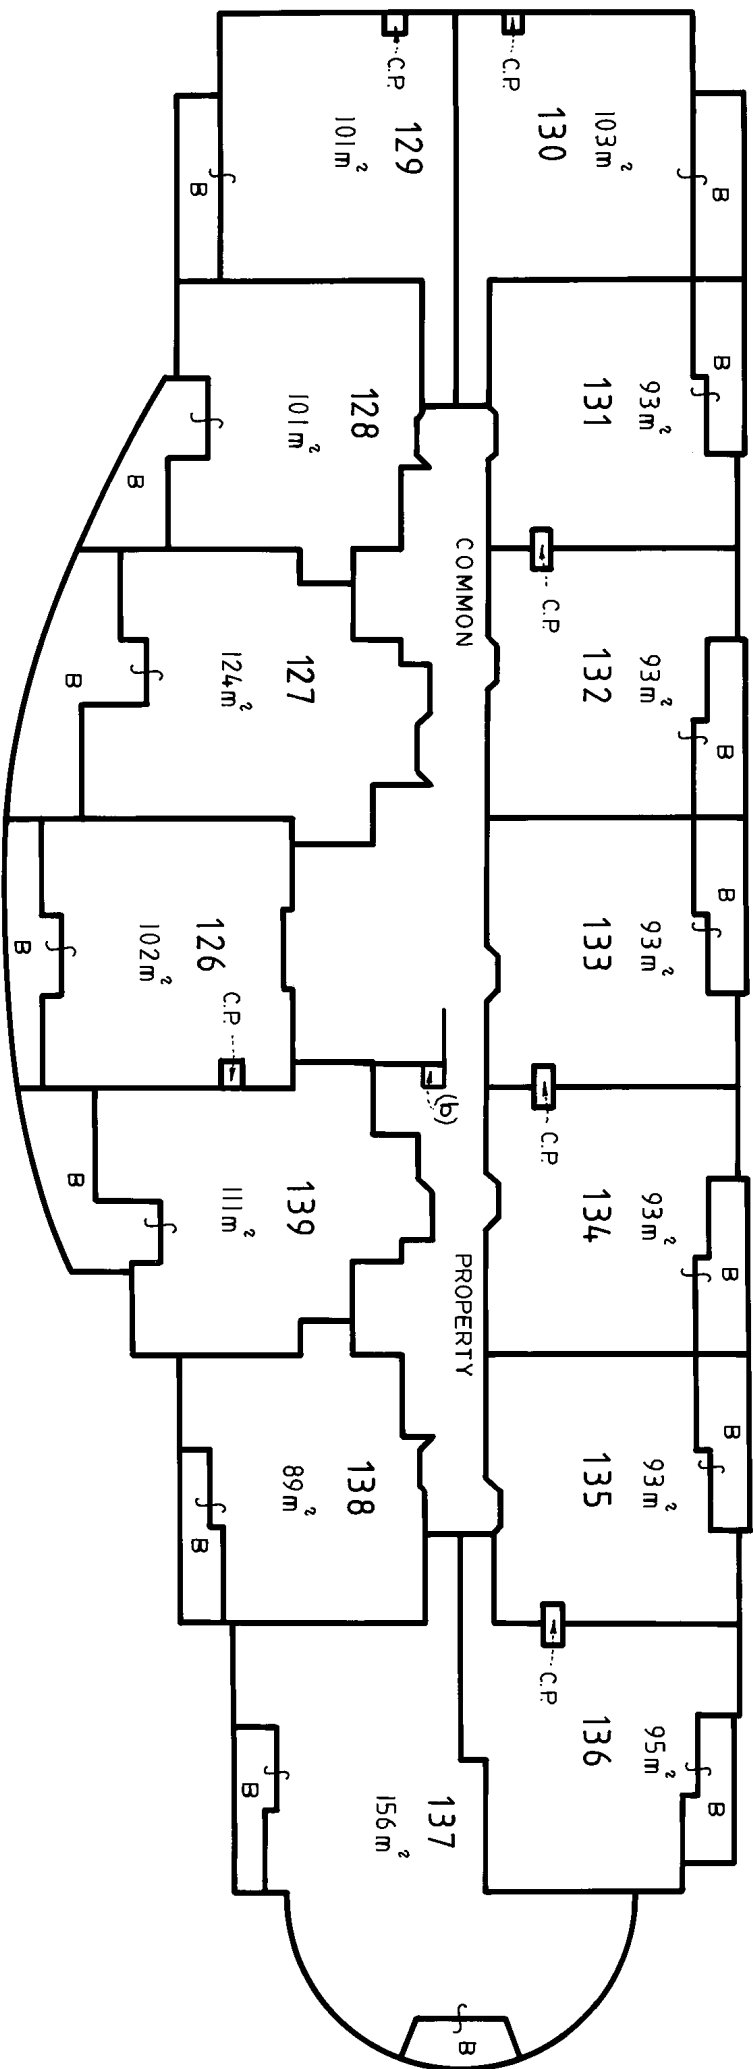 B
103m²
130
C.P.
C.P.
129
101m²
B
B
93m²
131
128
101m²
B
COMMON
C.P.
B
93m²
132
127
124m²
B
B
93m²
133
126
102m²
C.P.
B
(b)
C.P.
B
93m²
134
139
111m²
B
PROPERTY
B
93m²
135
138
89m²
B
C.P.
B
95m²
136
137
156m²
B
B